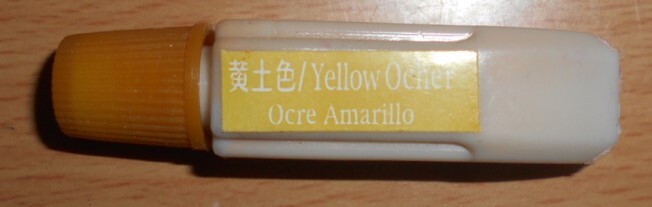 黄土色/Yellow Ocher
Ocre Amarillo